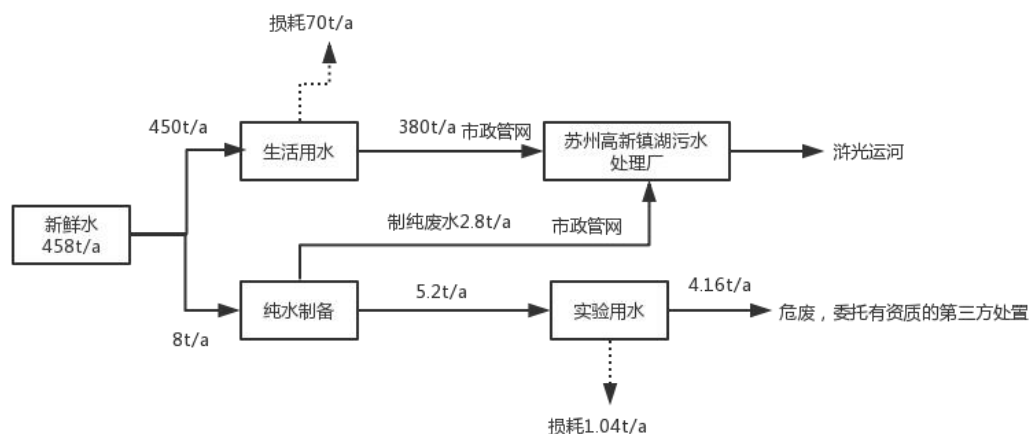 损耗70t/a
450t/a
生活用水
380t/a 市政管网
苏州高新镇湖污水
处理厂
浒光运河
新鲜水
458t/a
制纯废水2.8t/a
市政管网
8t/a
纯水制备
5.2t/a
实验用水
4.16t/a
危废，委托有资质的第三方处置
损耗1.04t/a